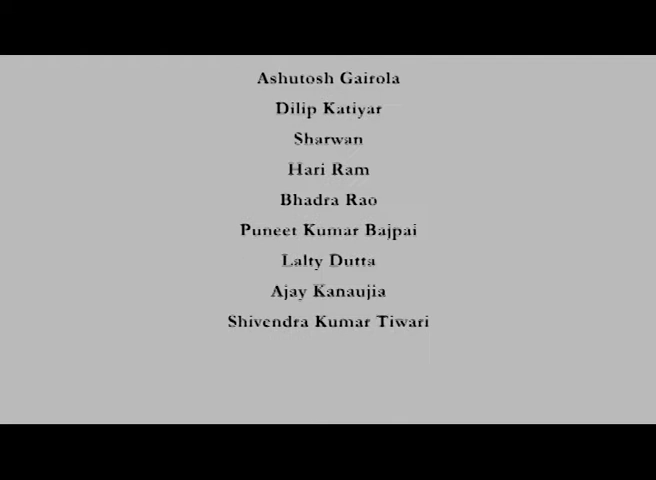 Ashutosh Gairola
Dilip Katiyar
Sharwan
Hari Ram
Bhadra Rao
Puneet Kumar Bajpai
Lalty Dutta
Ajay Kanaujia
Shivendra Kumar Tiwari